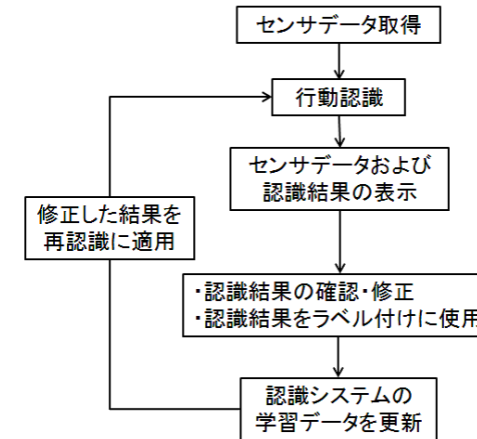 センサデータ取得
行動認識
センサデータおよび
認識結果の表示
修正した結果を
再認識に適用
・認識結果の確認・修正
・認識結果をラベル付けに使用
認識システムの
学習データを更新